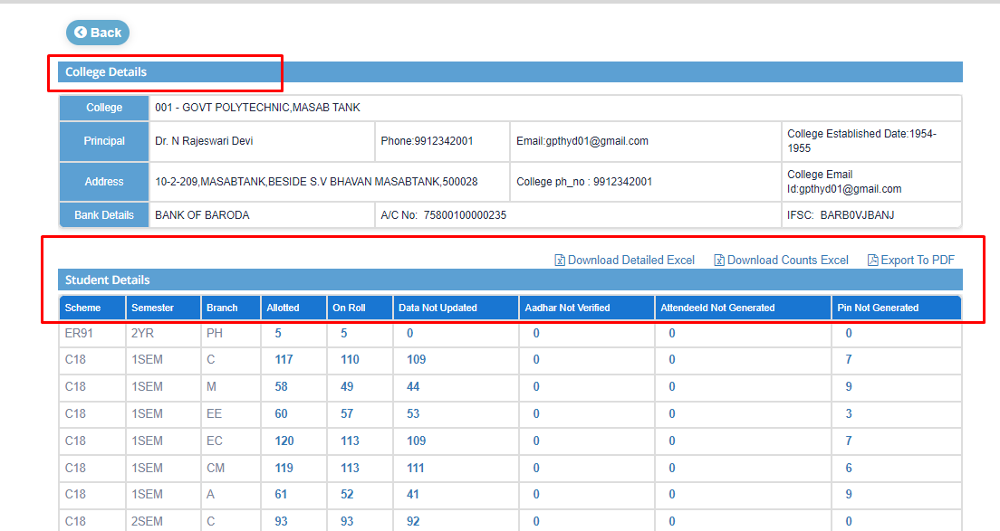 Back
College Details
College 001 - GOVT POLYTECHNIC,MASAB TANK
Principal Dr. N Rajeswari Devi Phone:9912342001 Email:gpthyd01@gmail.com College Established Date:1954-
1955
Address 10-2-209,MASABTANK,BESIDE S.V BHAVAN MASABTANK,500028 College ph_no : 9912342001 College Email
Id:gpthyd01@gmail.com
Bank Details BANK OF BARODA A/C No: 75800100000235 IFSC: BARB0VJBANJ
Download Detailed Excel Download Counts Excel Export To PDF
Student Details
Scheme Semester Branch Allotted On Roll Data Not Updated Aadhar Not Verified AttendeeId Not Generated Pin Not Generated
ER91 2YR PH 5 5 0 0 0 0
C18 1SEM C 117 110 109 0 0 7
C18 1SEM M 58 49 44 0 0 9
C18 1SEM EE 60 57 53 0 0 3
C18 1SEM EC 120 113 109 0 0 7
C18 1SEM CM 119 113 111 0 0 6
C18 1SEM A 61 52 41 0 0 9
C18 2SEM C 93 93 92 0 0 0